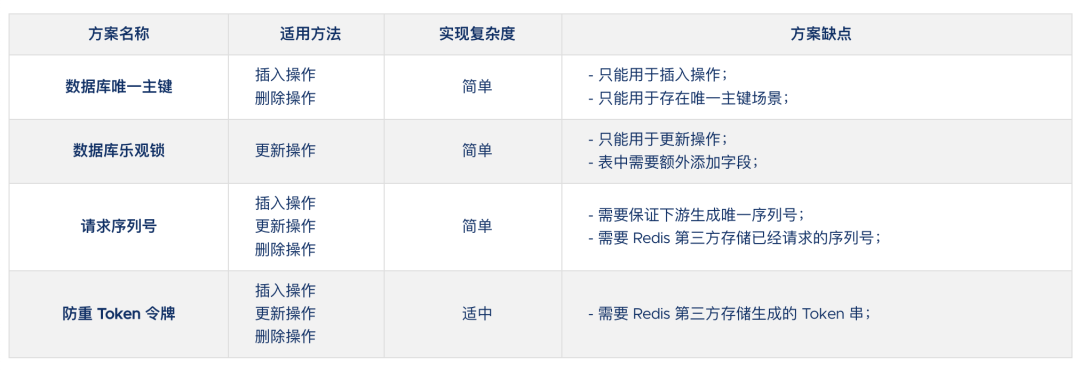 方案名称 适用方法 实现复杂度 方案缺点
数据库唯一主键
插入操作
删除操作
简单
- 只能用于插入操作；
- 只能用于存在唯一主键场景；
数据库乐观锁
更新操作
简单
- 只能用于更新操作；
- 表中需要额外添加字段；
请求序列号
插入操作
更新操作
删除操作
简单
- 需要保证下游生成唯一序列号；
- 需要 Redis 第三方存储已经请求的序列号；
防重 Token 令牌
插入操作
更新操作
删除操作
适中
- 需要 Redis 第三方存储生成的 Token 串；